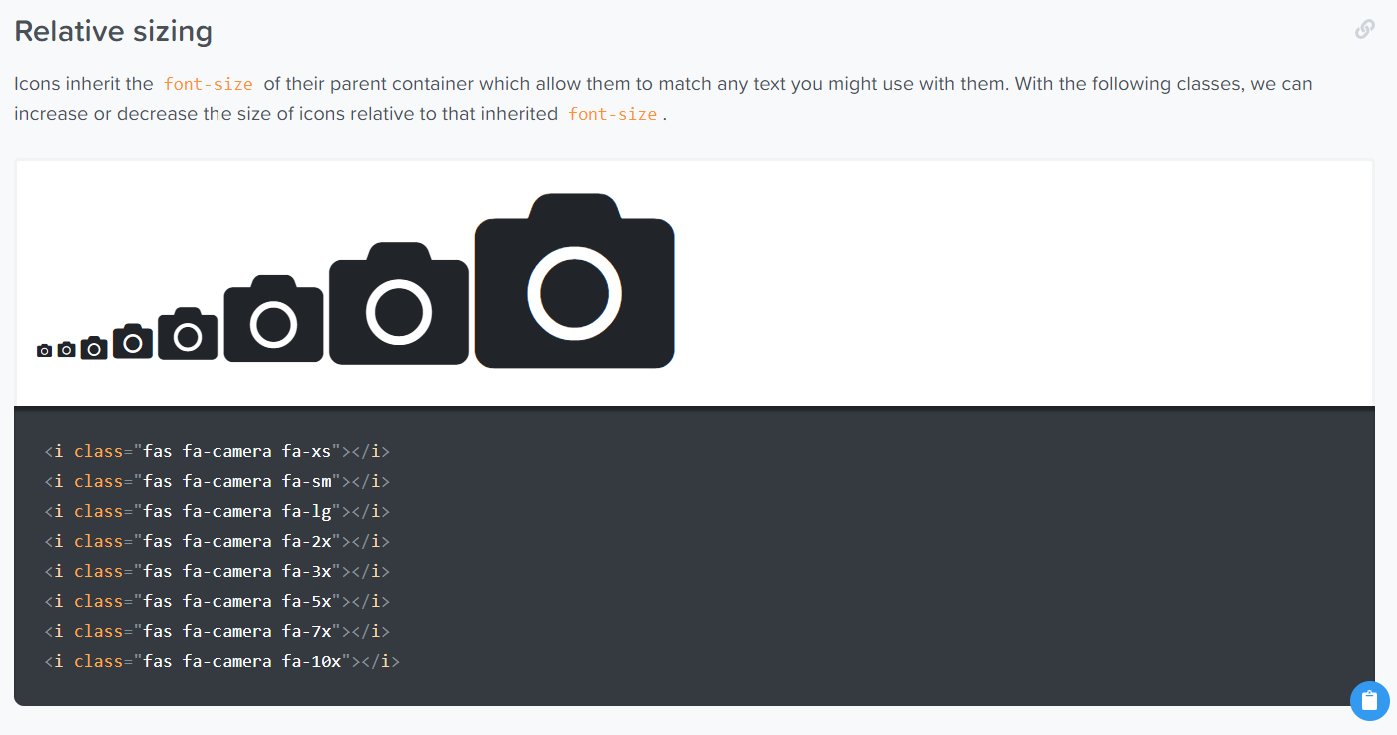 Relative sizing
Icons inherit the font-size of their parent container which allow them to match any text you might use with them. With the following classes, we can
increase or decrease the size of icons relative to that inherited font-size .
<i class="fas fa-camera fa-xs"></i>
<i class="fas fa-camera fa-sm"></i>
<i class="fas fa-camera fa-lg"></i>
<i class="fas fa-camera fa-2x"></i>
<i class="fas fa-camera fa-3x"></i>
<i class="fas fa-camera fa-5x"></i>
<i class="fas fa-camera fa-7x"></i>
<i class="fas fa-camera fa-10x"></i>